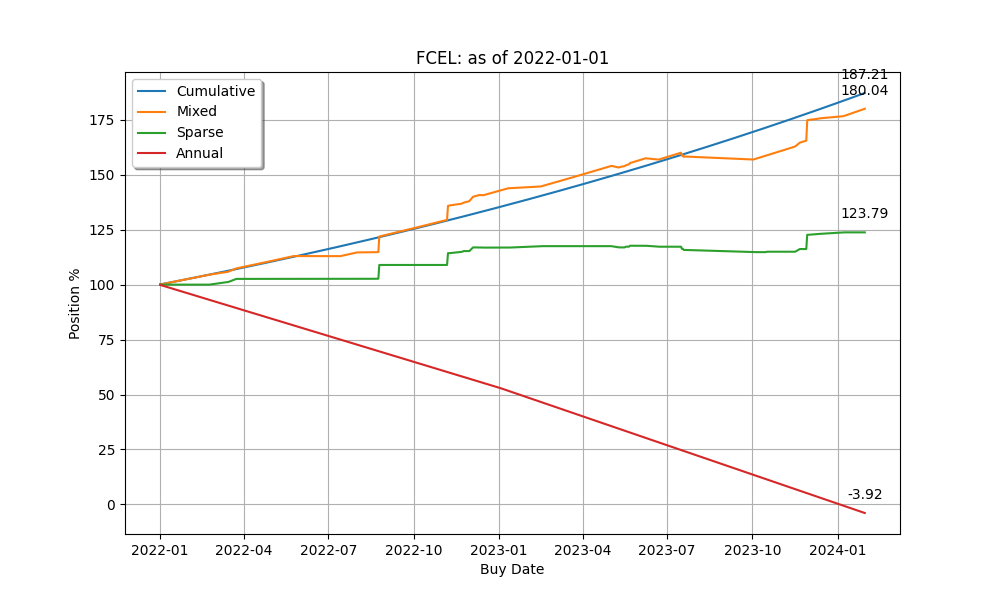 FCEL: as of 2022-01-01
187.21
180.04
Cumulative
Mixed
Sparse
Annual
175
150
125
100
75
50
25
0
Position %
123.79
-3.92
2022-01 2022-04 2022-07 2022-10 2023-01 2023-04 2023-07 2023-10 2024-01
Buy Date